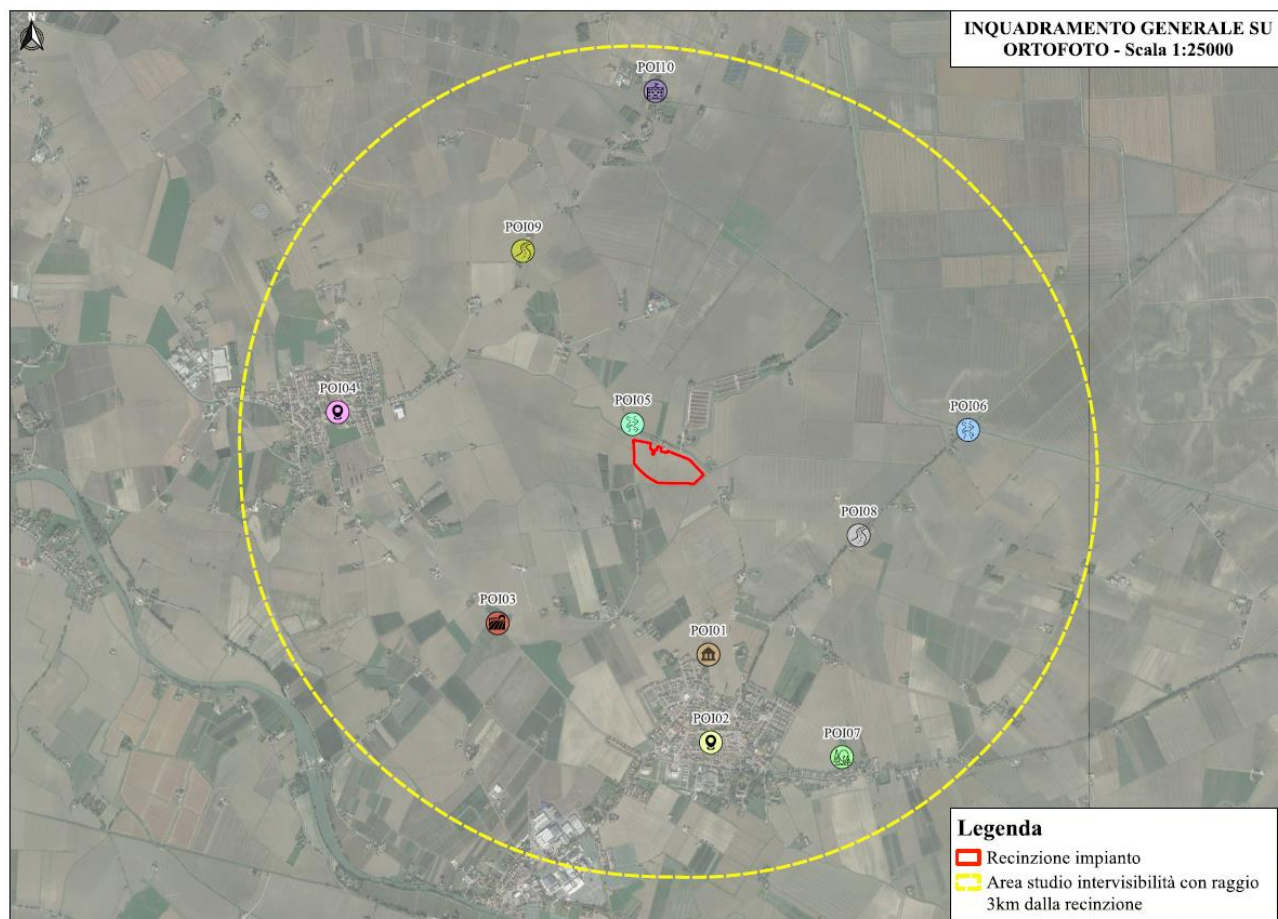 INQUADRAMENTO GENERALE SU
ORTOFOTO - Scala 1:25000
N
POI10
POI09
POI04
POI05
POI06
POI08
POI03
POI01
POI02
POI07
Legenda
Recinzione impianto
Area studio intervisibilità con raggio
3km dalla recinzione